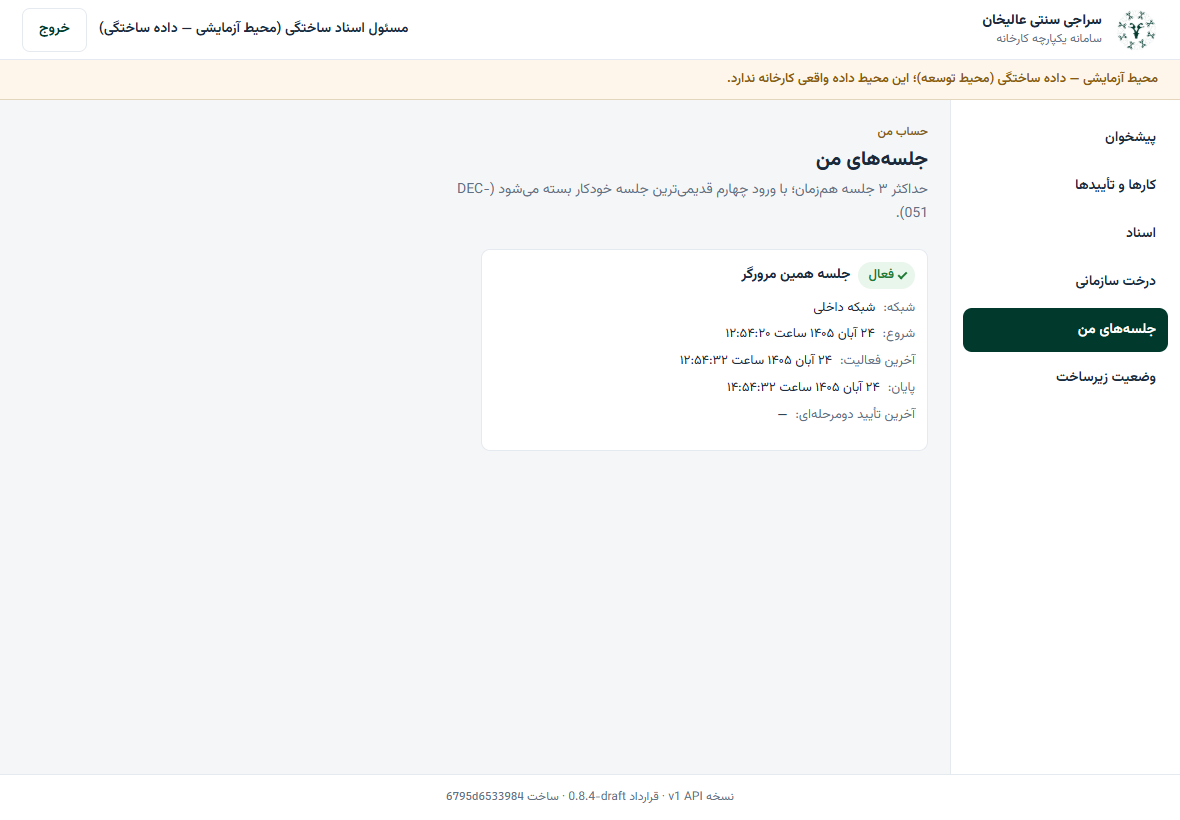 سراجی سنتی عالیخان
سامانه یکپارچه کارخانه
مسئول اسناد ساختگی (محیط آزمایشی — داده ساختگی)
خروج
محیط آزمایشی — داده ساختگی (محیط توسعه)؛ این محیط داده واقعی کارخانه ندارد.
پیشخوان
کارها و تأییدها
اسناد
درخت سازمانی
جلسه‌های من
وضعیت زیرساخت
حساب من
جلسه‌های من
حداکثر ۳ جلسه هم‌زمان؛ با ورود چهارم قدیمی‌ترین جلسه خودکار بسته می‌شود (DEC-
051).
فعال جلسه همین مرورگر
شبکه: شبکه داخلی
شروع: ۲۴ آبان ۱۴۰۵ ساعت ۱۲:۵۴:۲۰
آخرین فعالیت: ۲۴ آبان ۱۴۰۵ ساعت ۱۲:۵۴:۳۲
پایان: ۲۴ آبان ۱۴۰۵ ساعت ۱۴:۵۴:۳۲
آخرین تأیید دومرحله‌ای: —
نسخه v1 API · قرارداد 0.8.4-draft · ساخت 6795d6533984